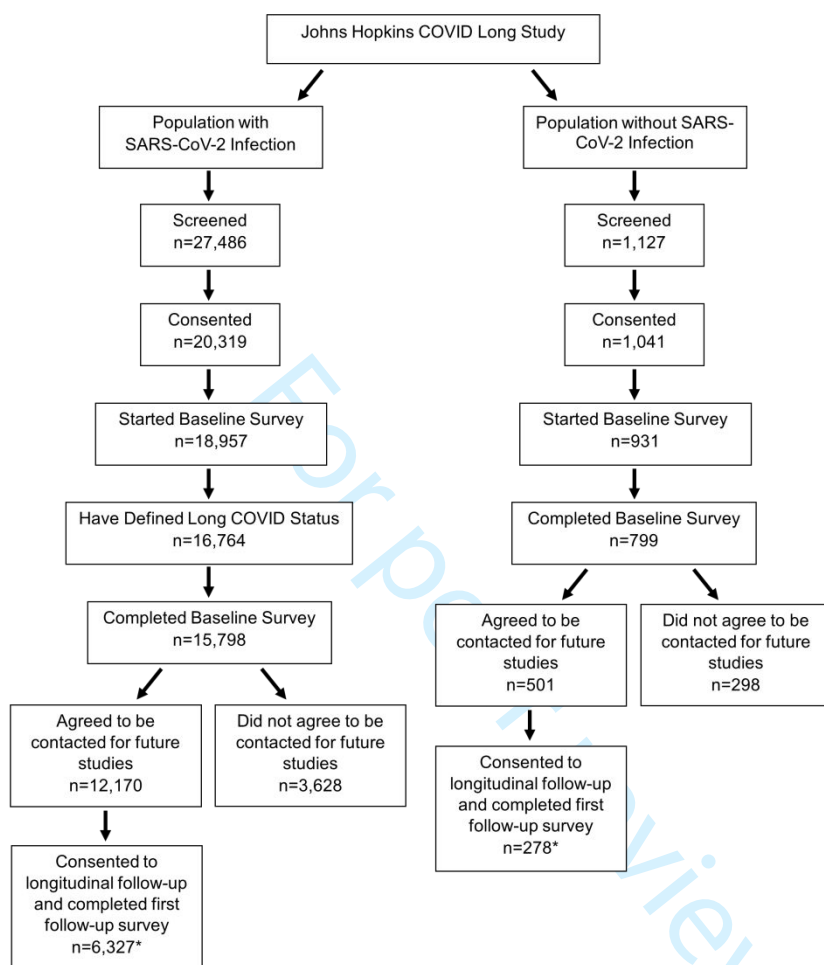 Johns Hopkins COVID Long Study
Population with
SARS-CoV-2 Infection
Screened
n=27,486
Consented
n=20,319
Started Baseline Survey
n=18,957
Have Defined Long COVID Status
n=16,764
Completed Baseline Survey
n=15,798
Agreed to be
contacted for future
studies
n=12,170
Did not agree to be
contacted for future
studies
n=3,628
Consented to
longitudinal follow-up
and completed first
follow-up survey
n=6,327*
Population without SARS-
CoV-2 Infection
Screened
n=1,127
Consented
n=1,041
Started Baseline Survey
n=931
Completed Baseline Survey
n=799
Agreed to be
contacted for future
studies
n=501
Did not agree to be
contacted for future
studies
n=298
Consented to
longitudinal follow-up
and completed first
follow-up survey
n=278*
For peer review